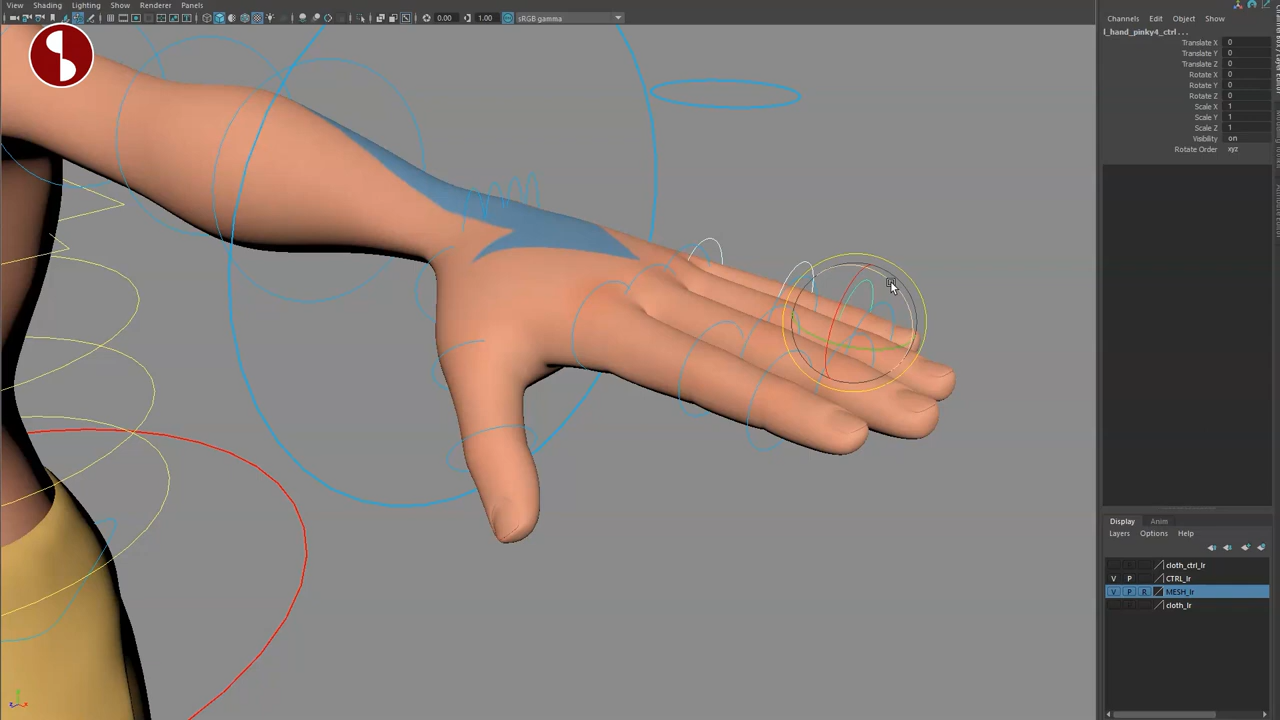 View Shading Lighting Show Renderer Panels
0.00 1.00 sRGB gamma
Channels Edit Object Show
l_hand_pinky4_ctrl...
Translate X 0
Translate Y 0
Translate Z 0
Rotate X 0
Rotate Y 0
Rotate Z 0
Scale X 1
Scale Y 1
Scale Z 1
Visibility on
Rotate Order xyz
Display Anim
Layers Options Help
cloth_ctrl_lr
V P CTRL_lr
V P R MESH_lr
cloth_lr